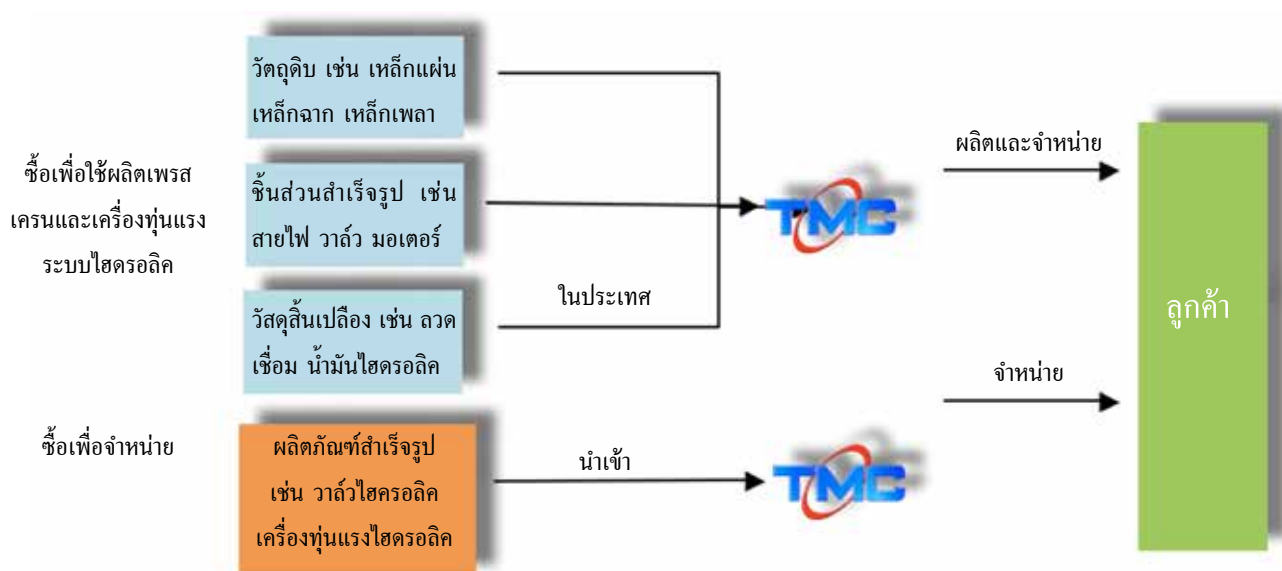 วัตถุดิบ เช่น เหล็กแผ่น
เหล็กฉาก เหล็กเพลา
ซื้อเพื่อใช้ผลิตเพรส
เครนและเครื่องทุ่นแรง
ระบบไฮดรอลิค
ชิ้นส่วนสำเร็จรูป เช่น
สายไฟ วาล์ว มอเตอร์
วัสดุสิ้นเปลือง เช่น ลวด
เชื่อม น้ำมันไฮดรอลิค
ในประเทศ
TMC
ผลิตและจำหน่าย
ซื้อเพื่อจำหน่าย
ผลิตภัณฑ์สำเร็จรูป
เช่น วาล์วไฮครอลิค
เครื่องทุ่นแรงไฮดรอลิค
นำเข้า
TMC
จำหน่าย
ลูกค้า